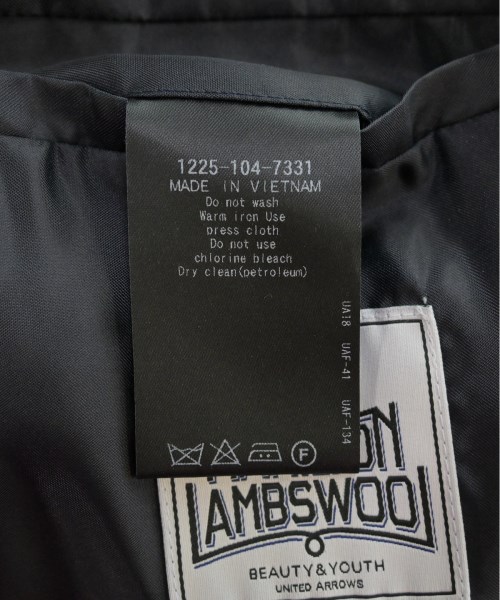 1225-104-7331
MADE IN VIETNAM
Do not wash
Warm iron Use
press cloth
Do not use
chlorine bleach
Dry clean(petroleum)
UA18 UAF-41 UAF-134
F
LAMBSWOOL
BEAUTY&YOUTH
UNITED ARROWS